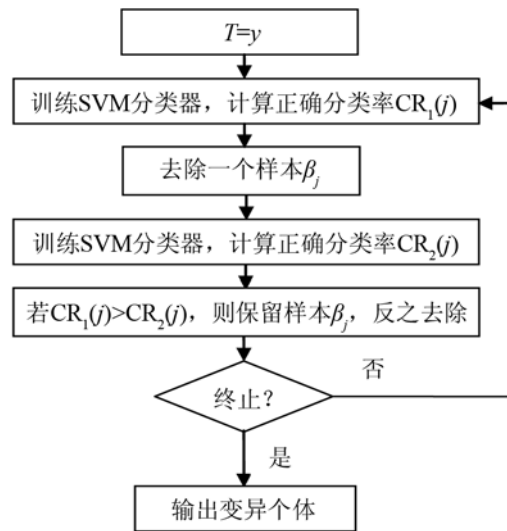 T=y
训练SVM分类器，计算正确分类率CR₁(j)
去除一个样本βⱼ
训练SVM分类器，计算正确分类率CR₂(j)
若CR₁(j)>CR₂(j)，则保留样本βⱼ，反之去除
终止？
否
是
输出变异个体